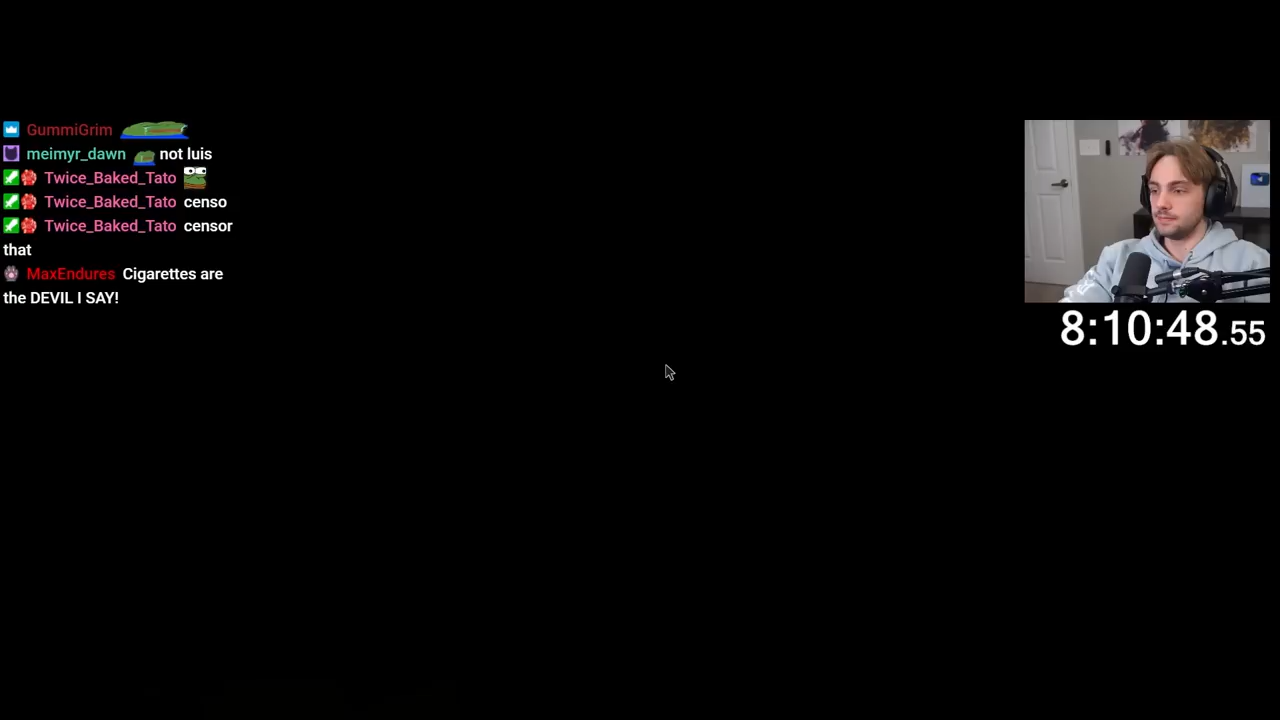 GummiGrim
meimyr_dawn not luis
Twice_Baked_Tato
Twice_Baked_Tato censo
Twice_Baked_Tato censor
that
MaxEndures Cigarettes are
the DEVIL I SAY!
8:10:48.55